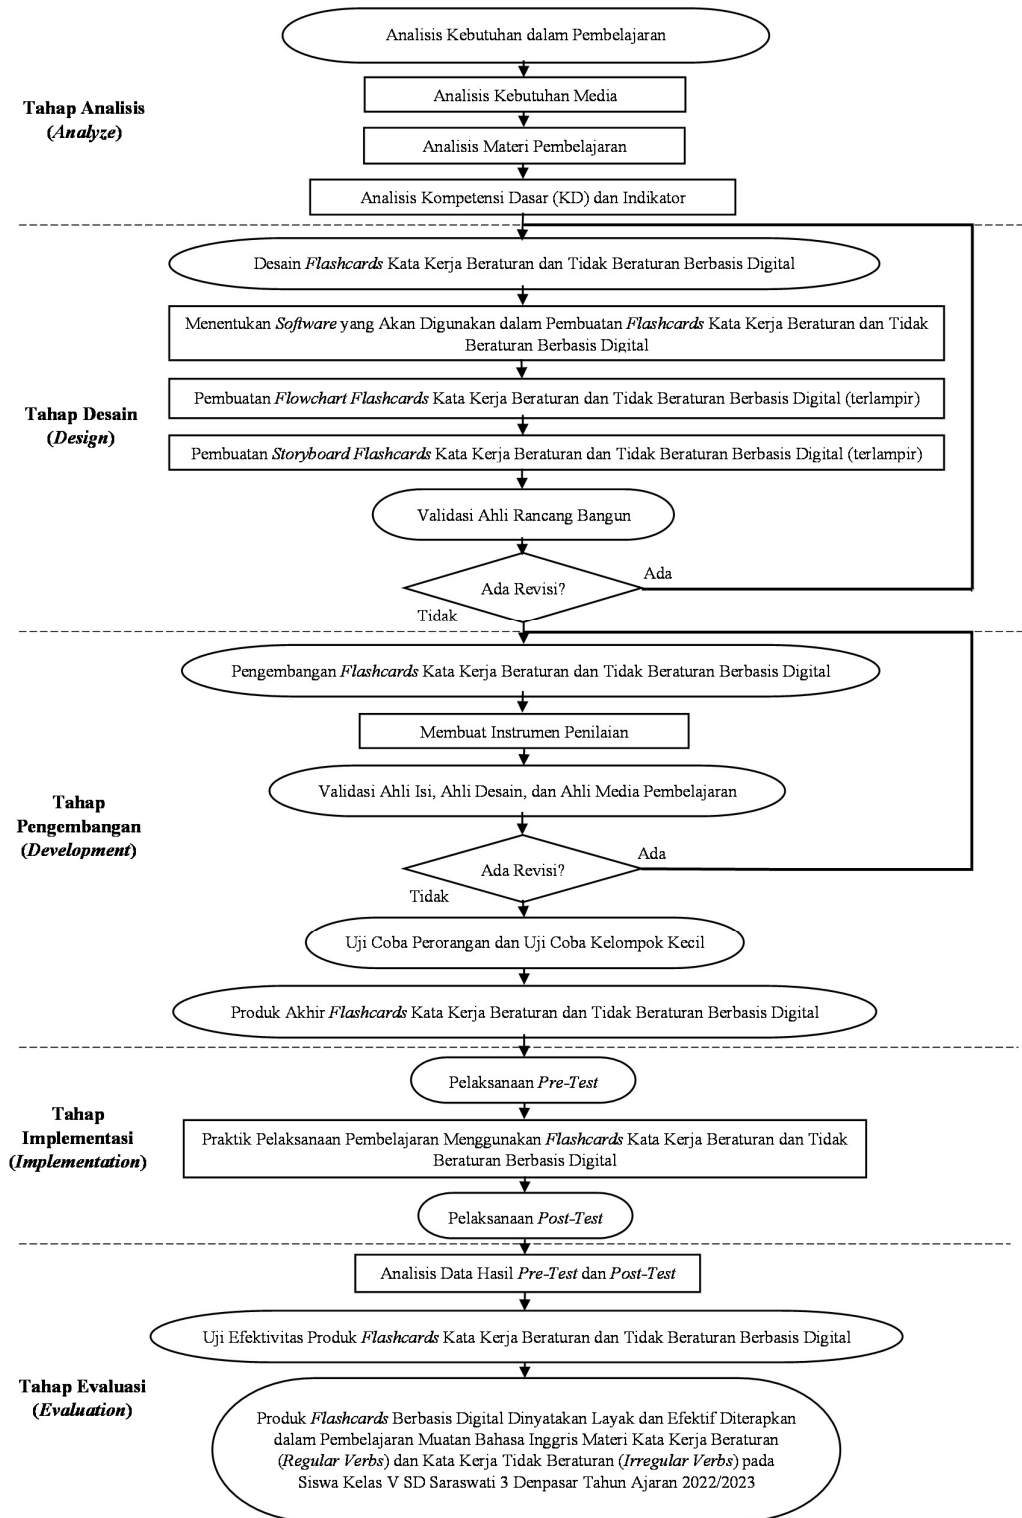 Analisis Kebutuhan dalam Pembelajaran
Tahap Analisis
(Analyze)
Analisis Kebutuhan Media
Analisis Materi Pembelajaran
Analisis Kompetensi Dasar (KD) dan Indikator
Tahap Desain
(Design)
Desain Flashcards Kata Kerja Beraturan dan Tidak Beraturan Berbasis Digital
Menentukan Software yang Akan Digunakan dalam Pembuatan Flashcards Kata Kerja Beraturan dan Tidak
Beraturan Berbasis Digital
Pembuatan Flowchart Flashcards Kata Kerja Beraturan dan Tidak Beraturan Berbasis Digital (terlampir)
Pembuatan Storyboard Flashcards Kata Kerja Beraturan dan Tidak Beraturan Berbasis Digital (terlampir)
Validasi Ahli Rancang Bangun
Ada Revisi?
Ada
Tidak
Tahap
Pengembangan
(Development)
Pengembangan Flashcards Kata Kerja Beraturan dan Tidak Beraturan Berbasis Digital
Membuat Instrumen Penilaian
Validasi Ahli Isi, Ahli Desain, dan Ahli Media Pembelajaran
Ada Revisi?
Ada
Tidak
Uji Coba Perorangan dan Uji Coba Kelompok Kecil
Produk Akhir Flashcards Kata Kerja Beraturan dan Tidak Beraturan Berbasis Digital
Tahap
Implementasi
(Implementation)
Pelaksanaan Pre-Test
Praktik Pelaksanaan Pembelajaran Menggunakan Flashcards Kata Kerja Beraturan dan Tidak
Beraturan Berbasis Digital
Pelaksanaan Post-Test
Tahap Evaluasi
(Evaluation)
Analisis Data Hasil Pre-Test dan Post-Test
Uji Efektivitas Produk Flashcards Kata Kerja Beraturan dan Tidak Beraturan Berbasis Digital
Produk Flashcards Berbasis Digital Dinyatakan Layak dan Efektif Diterapkan
dalam Pembelajaran Muatan Bahasa Inggris Materi Kata Kerja Beraturan
(Regular Verbs) dan Kata Kerja Tidak Beraturan (Irregular Verbs) pada
Siswa Kelas V SD Saraswati 3 Denpasar Tahun Ajaran 2022/2023